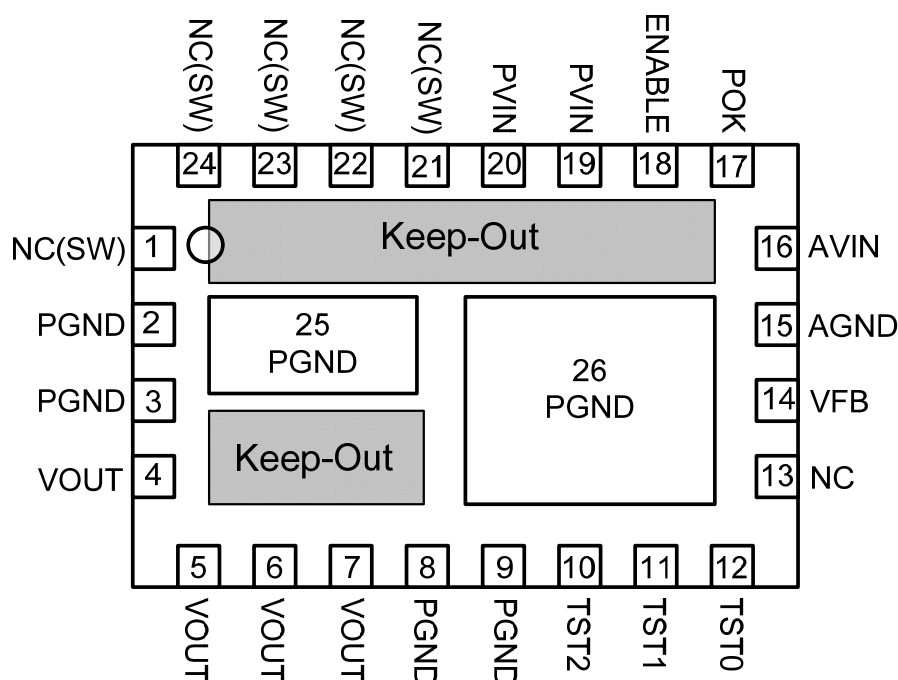 NC(SW)
NC(SW)
NC(SW)
NC(SW)
PVIN
PVIN
ENABLE
POK
24
23
22
21
20
19
18
17
NC(SW)
1
Keep-Out
16
AVIN
PGND
2
25
PGND
15
AGND
26
PGND
PGND
3
14
VFB
VOUT
4
Keep-Out
13
NC
5
6
7
8
9
10
11
12
VOUT
VOUT
VOUT
PGND
PGND
TST2
TST1
TST0